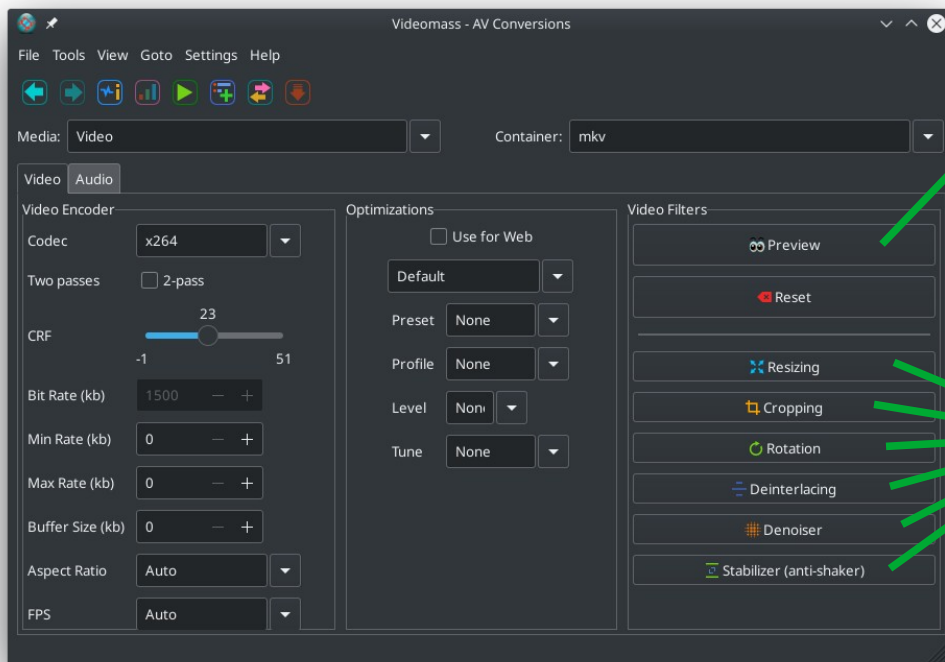 Videomass - AV Conversions
File Tools View Goto Settings Help
Media: Video Container: mkv
Video Audio
Video Encoder
Codec x264
Two passes 2-pass
CRF 23
-1 51
Bit Rate (kb) 1500
Min Rate (kb) 0
Max Rate (kb) 0
Buffer Size (kb) 0
Aspect Ratio Auto
FPS Auto
Optimizations
Use for Web
Default
Preset None
Profile None
Level Non
Tune None
Video Filters
Preview
Reset
Resizing
Cropping
Rotation
Deinterlacing
Denoiser
Stabilizer (anti-shaker)